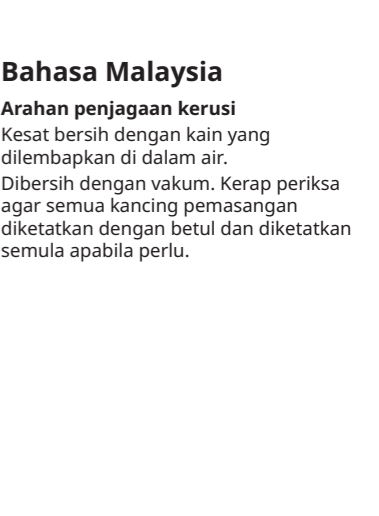 Bahasa Malaysia
Arahan penjagaan kerusi
Kesat bersih dengan kain yang
dilembapkan di dalam air.
Dibersih dengan vakum. Kerap periksa
agar semua kancing pemasangan
diketatkan dengan betul dan diketatkan
semula apabila perlu.